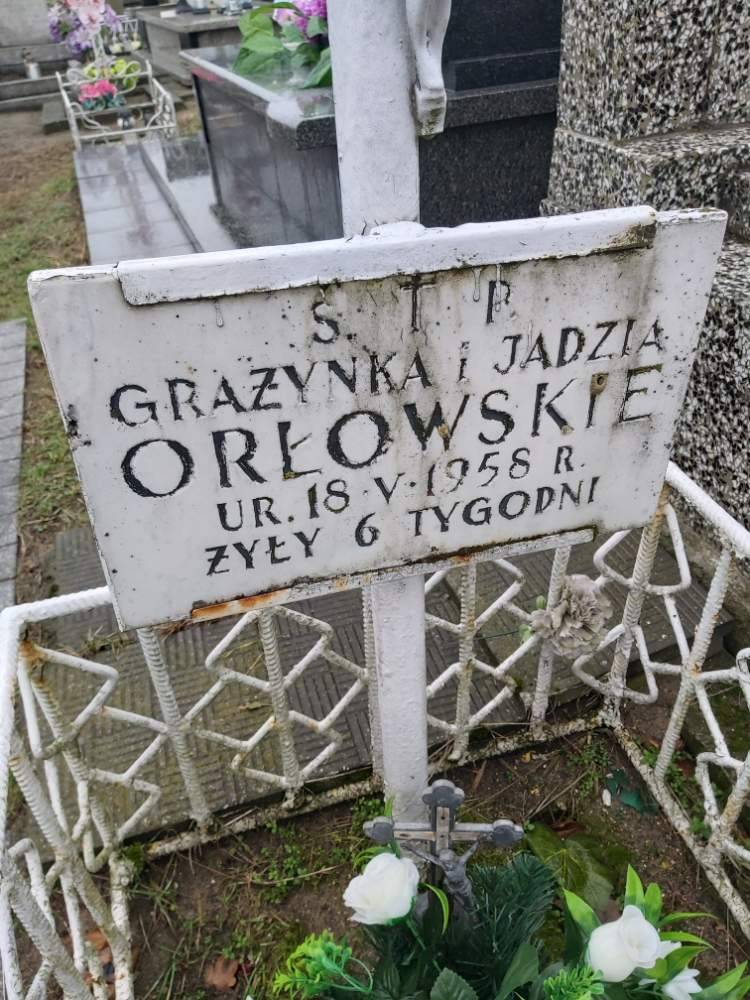 S. † P.
GRAŻYNKA i JADZIA
ORŁOWSKIE
UR. 18.V.1958 R.
ŻYŁY 6 TYGODNI